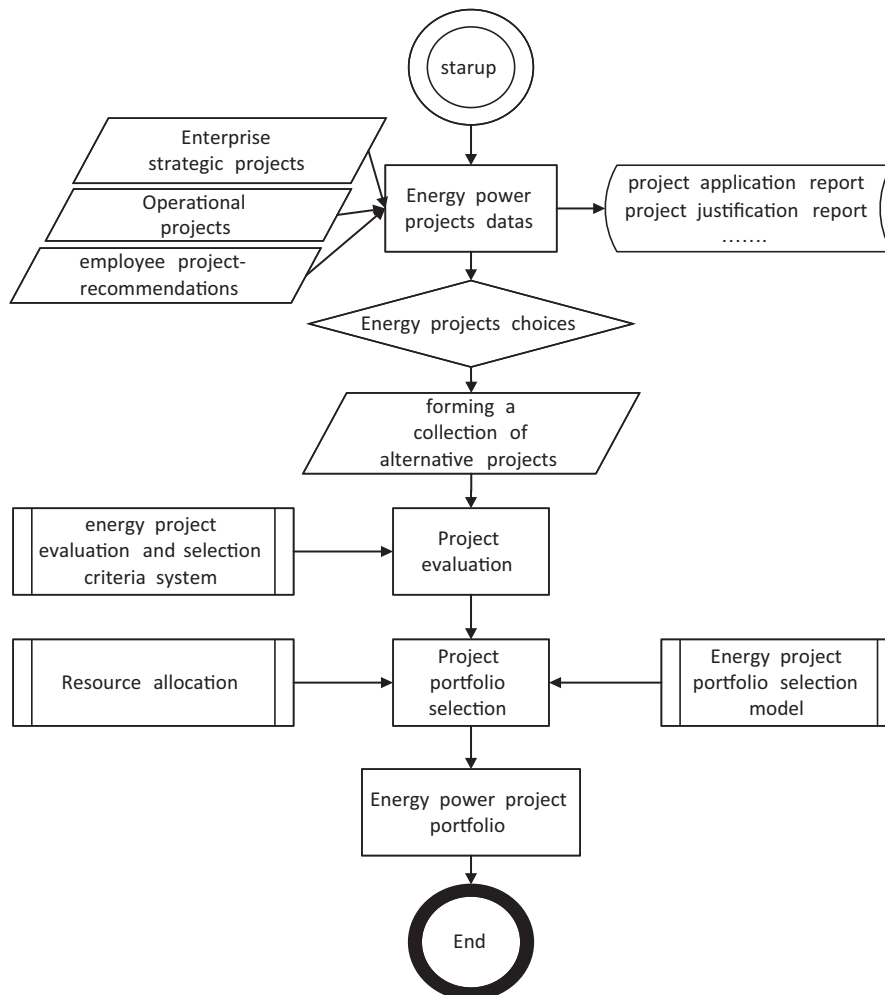 starup
Enterprise
strategic projects
Operational
projects
employee project-
recommendations
Energy power
projects datas
project application report
project justification report
.......
Energy projects choices
forming a
collection of
alternative projects
energy project
evaluation and selection
criteria system
Project
evaluation
Resource allocation
Project
portfolio
selection
Energy project
portfolio selection
model
Energy power project
portfolio
End